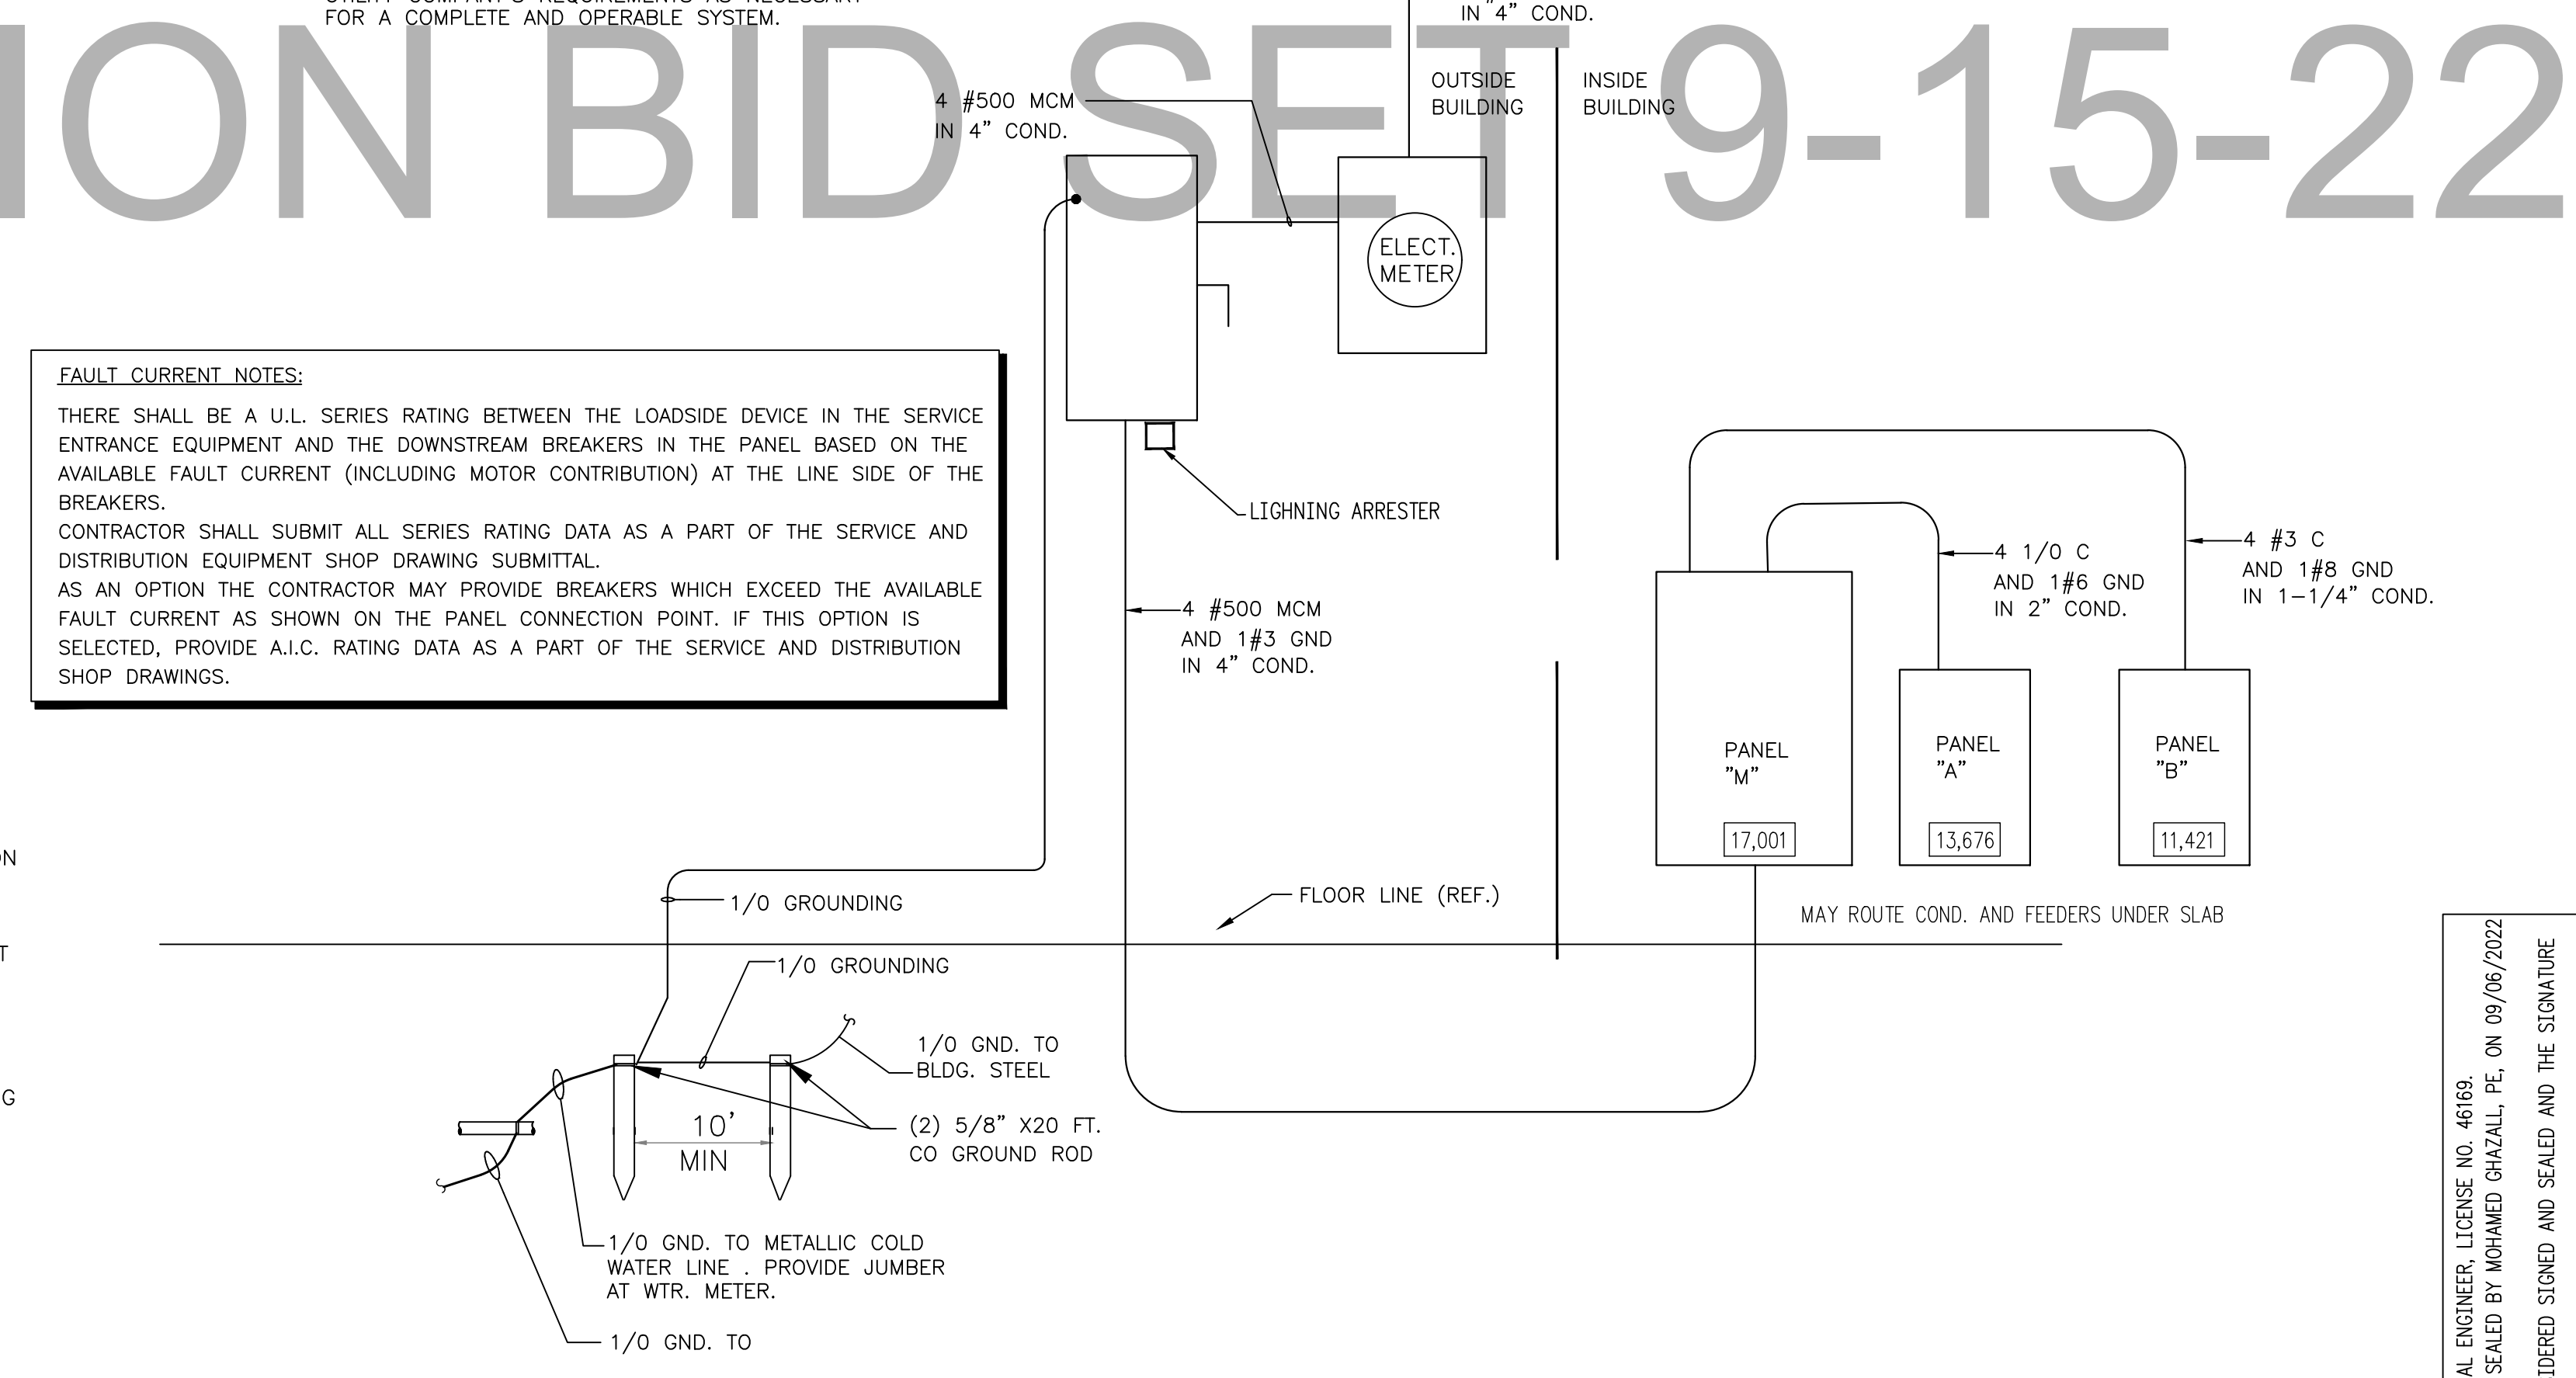 UTILITY COMPANY'S REQUIREMENTS AS NECESSARY
FOR A COMPLETE AND OPERABLE SYSTEM.
IN 4" COND.
ION BID SET 9-15-22
4 #500 MCM
IN 4" COND.
OUTSIDE
BUILDING
INSIDE
BUILDING
ELECT.
METER
FAULT CURRENT NOTES:
THERE SHALL BE A U.L. SERIES RATING BETWEEN THE LOADSIDE DEVICE IN THE SERVICE
ENTRANCE EQUIPMENT AND THE DOWNSTREAM BREAKERS IN THE PANEL BASED ON THE
AVAILABLE FAULT CURRENT (INCLUDING MOTOR CONTRIBUTION) AT THE LINE SIDE OF THE
BREAKERS.
CONTRACTOR SHALL SUBMIT ALL SERIES RATING DATA AS A PART OF THE SERVICE AND
DISTRIBUTION EQUIPMENT SHOP DRAWING SUBMITTAL.
AS AN OPTION THE CONTRACTOR MAY PROVIDE BREAKERS WHICH EXCEED THE AVAILABLE
FAULT CURRENT AS SHOWN ON THE PANEL CONNECTION POINT. IF THIS OPTION IS
SELECTED, PROVIDE A.I.C. RATING DATA AS A PART OF THE SERVICE AND DISTRIBUTION
SHOP DRAWINGS.
LIGHNING ARRESTER
4 #500 MCM
AND 1#3 GND
IN 4" COND.
4 1/0 C
AND 1#6 GND
IN 2" COND.
4 #3 C
AND 1#8 GND
IN 1-1/4" COND.
PANEL
"M"
17,001
PANEL
"A"
13,676
PANEL
"B"
11,421
ON
T
G
1/0 GROUNDING
FLOOR LINE (REF.)
MAY ROUTE COND. AND FEEDERS UNDER SLAB
1/0 GROUNDING
1/0 GND. TO
BLDG. STEEL
10'
MIN
(2) 5/8" X20 FT.
CO GROUND ROD
1/0 GND. TO METALLIC COLD
WATER LINE . PROVIDE JUMBER
AT WTR. METER.
1/0 GND. TO
AL ENGINEER, LICENSE NO. 46169.
SEALED BY MOHAMED GHAZALL, PE, ON 09/06/2022
IDERED SIGNED AND SEALED AND THE SIGNATURE